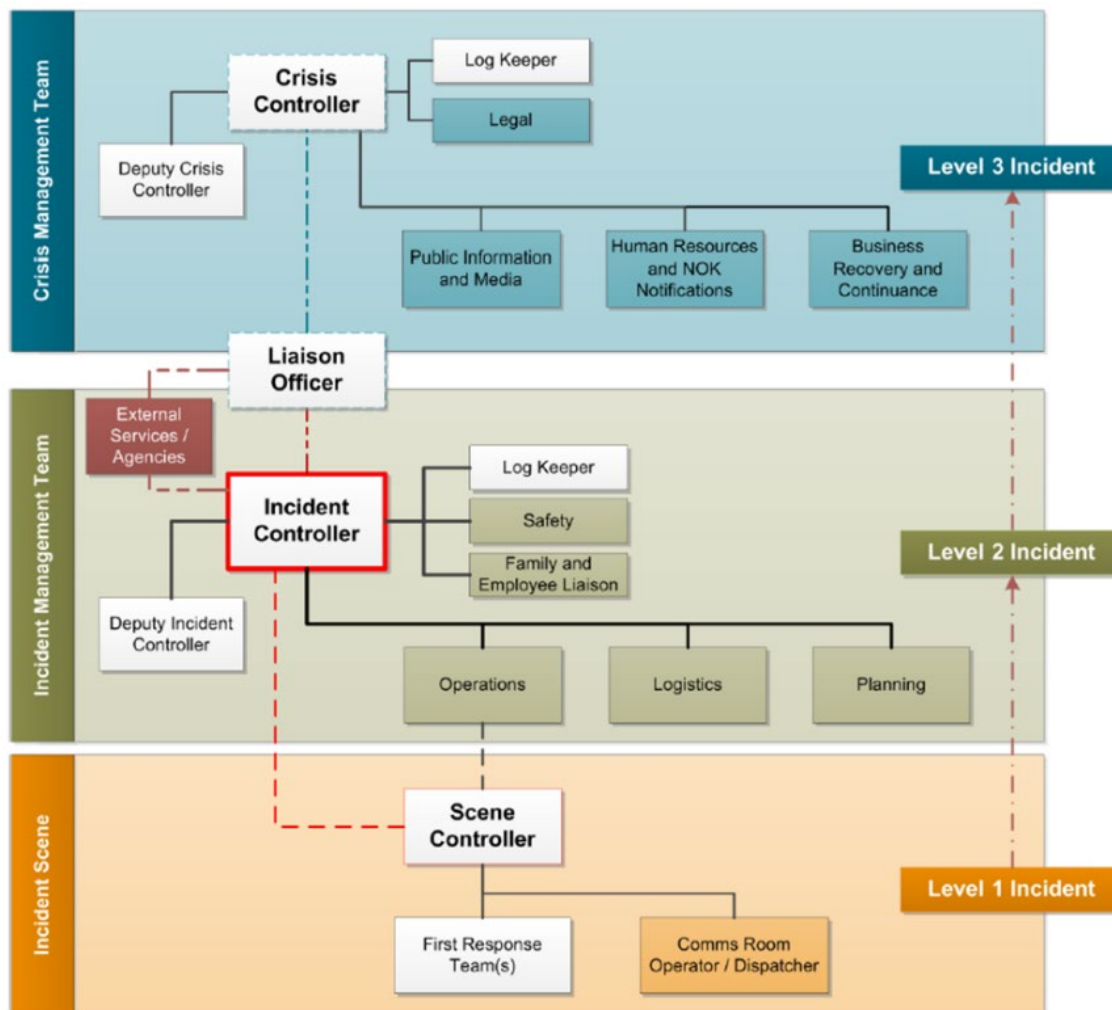 Crisis Management Team
Crisis
Controller
Log Keeper
Legal
Deputy Crisis
Controller
Level 3 Incident
Public Information
and Media
Human Resources
and NOK
Notifications
Business
Recovery and
Continuance
Liaison
Officer
Incident Management Team
External
Services /
Agencies
Incident
Controller
Log Keeper
Safety
Family and
Employee Liaison
Level 2 Incident
Deputy Incident
Controller
Operations
Logistics
Planning
Incident Scene
Scene
Controller
Level 1 Incident
First Response
Team(s)
Comms Room
Operator / Dispatcher